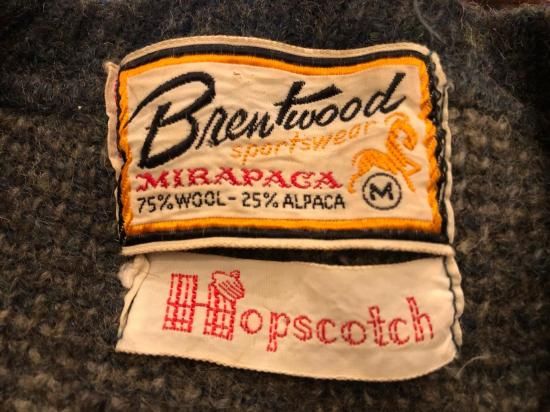 Brentwood
sportswear
MIRAPACA
75% WOOL - 25% ALPACA
M
Hopscotch